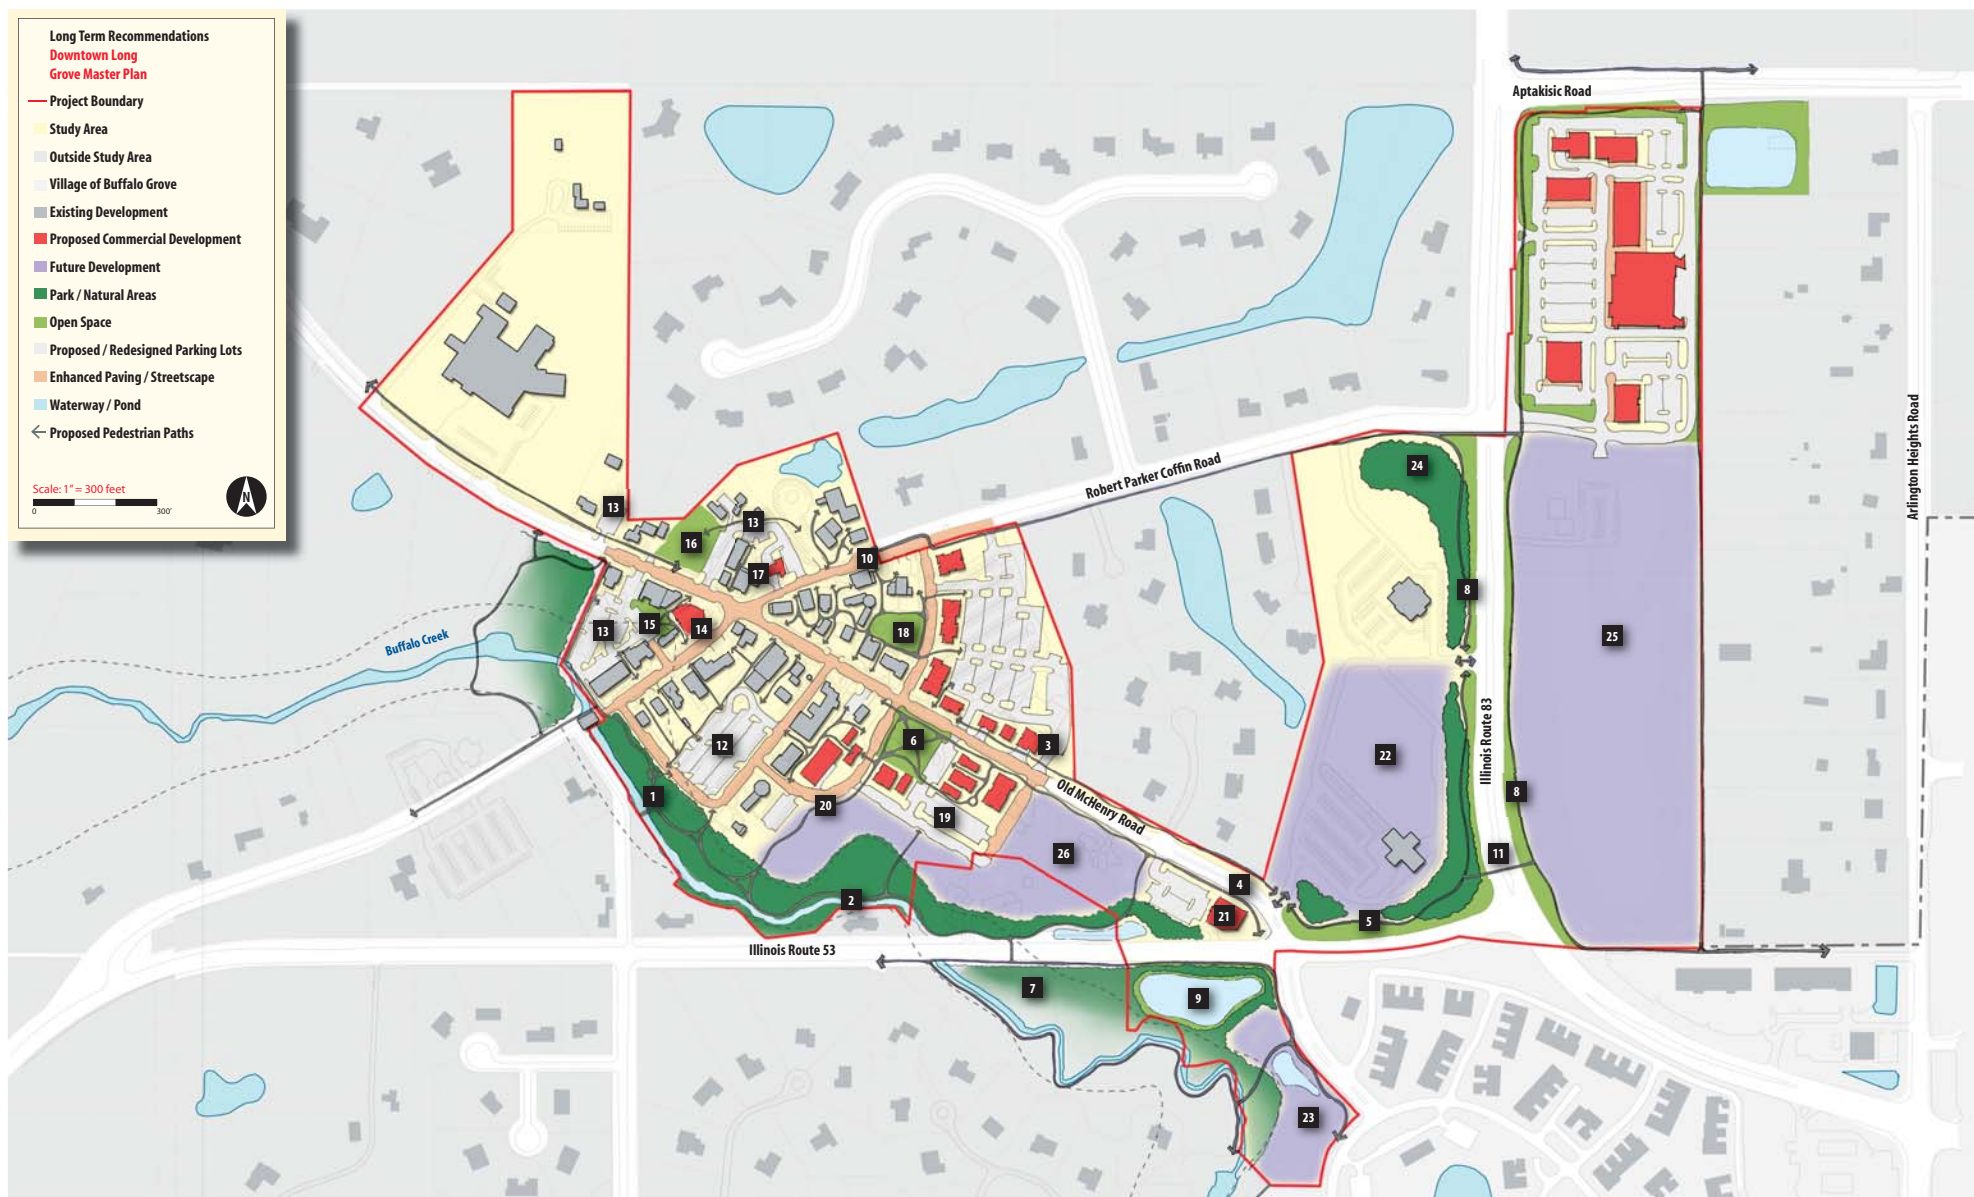 Long Term Recommendations
Downtown Long
Grove Master Plan
Project Boundary
Study Area
Outside Study Area
Village of Buffalo Grove
Existing Development
Proposed Commercial Development
Future Development
Park / Natural Areas
Open Space
Proposed / Redesigned Parking Lots
Enhanced Paving / Streetscape
Waterway / Pond
Proposed Pedestrian Paths
Scale: 1" = 300 feet
0 300'
N
Aptakisic Road
Arlington Heights Road
Robert Parker Coffin Road
24
13
13
16
10
17
8
15
14
13
18
25
Buffalo Creek
Illinois Route 83
6
12
3
22
1
20
Old McHenry Road
8
19
26
11
4
2
21
5
Illinois Route 53
7
9
23